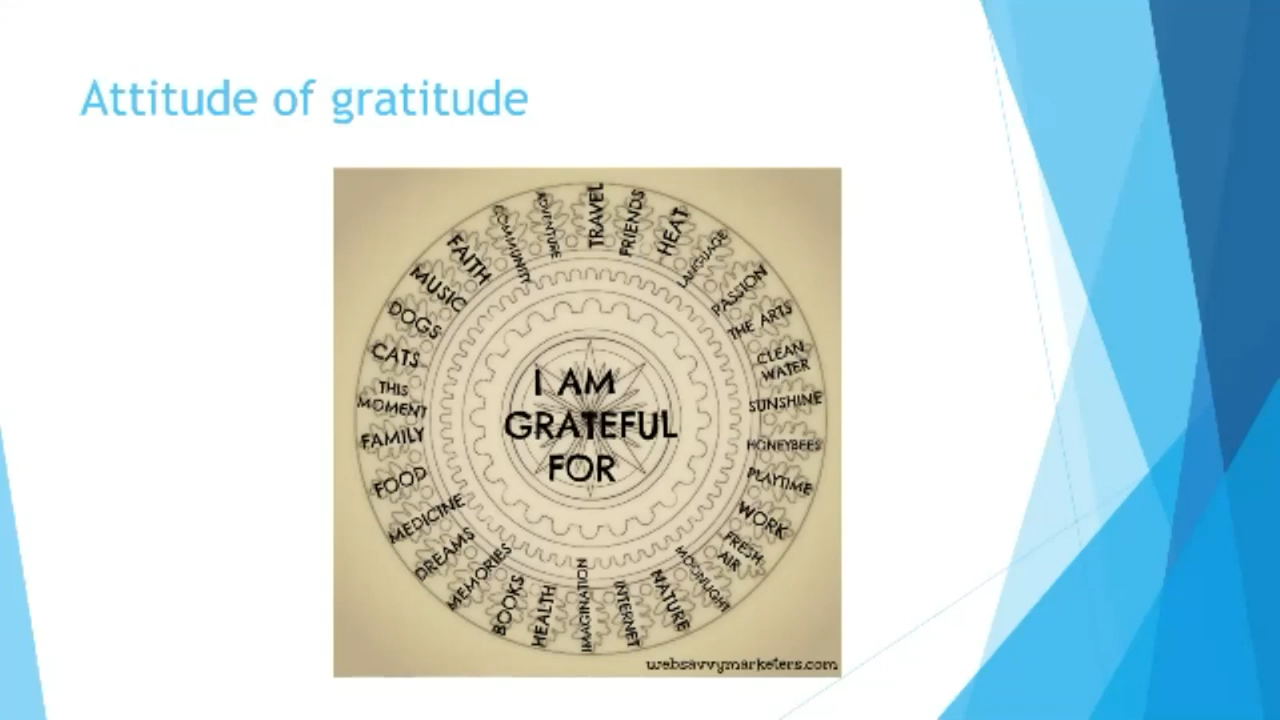 Attitude of gratitude
I AM
GRATEFUL
FOR
TRAVEL
FRIENDS
HEAT
LANGUAGE
PASSION
THE ARTS
CLEAN
WATER
SUNSHINE
HONEYBEES
PLAYTIME
WORK
FRESH
AIR
MOONLIGHT
NATURE
INTERNET
IMAGINATION
HEALTH
BOOKS
MEMORIES
DREAMS
MEDICINE
FOOD
FAMILY
THIS
MOMENT
CATS
DOGS
MUSIC
FAITH
COMMUNITY
ADVENTURE
websavvymarketers.com